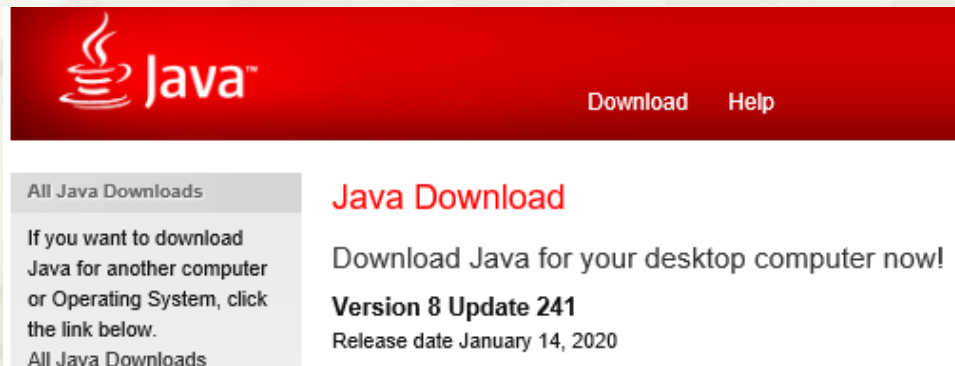 Java™
Download Help
All Java Downloads
If you want to download
Java for another computer
or Operating System, click
the link below.
All Java Downloads
Java Download
Download Java for your desktop computer now!
Version 8 Update 241
Release date January 14, 2020